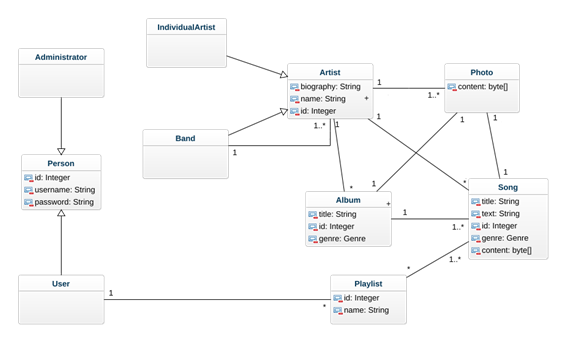 IndividualArtist
Administrator
Artist
biography: String
name: String
+
id: Integer
Photo
content: byte[]
1
1..*
1
1
Band
1
1..*
1
1
Person
id: Integer
username: String
password: String
*
1
*
1
Album
+
title: String
id: Integer
genre: Genre
1
1..*
Song
title: String
text: String
id: Integer
genre: Genre
content: byte[]
1..*
*
User
1
*
Playlist
id: Integer
name: String